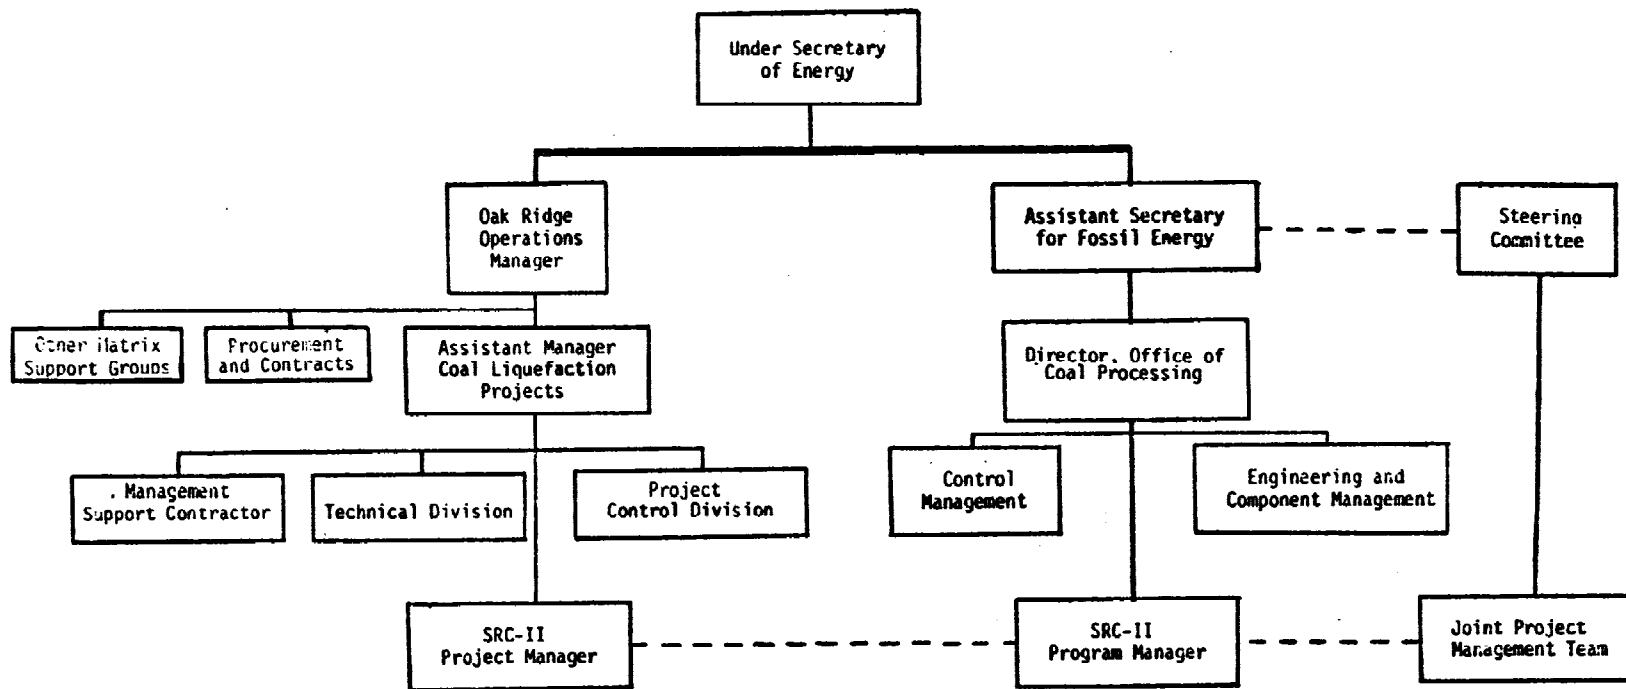 Under Secretary
of Energy
Oak Ridge
Operations
Manager
Assistant Secretary
for Fossil Energy
Steering
Committee
Other Matrix
Support Groups
Procurement
and Contracts
Assistant Manager
Coal Liquefaction
Projects
Director, Office of
Coal Processing
Management
Support Contractor
Technical Division
Project
Control Division
Control
Management
Engineering and
Component Management
SRC-II
Project Manager
SRC-II
Program Manager
Joint Project
Management Team